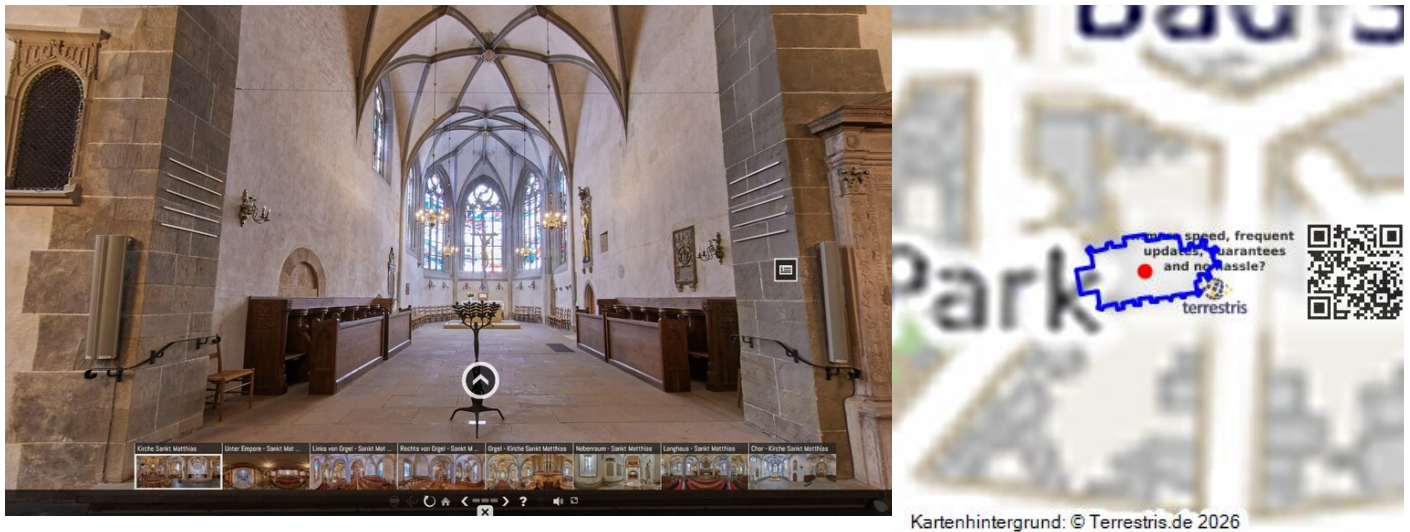 Kirche Sankt Matthias
Unter Empore - Sankt Mat ...
Links von Orgel - Sankt Mat ...
Rechts von Orgel - Sankt M ...
Orgel - Kirche Sankt Matthias
Nebenraum - Sankt Matthias
Langhaus - Sankt Matthias
Chor - Kirche Sankt Matthias
?
Bad S
Park
speed, frequent
updates, guarantees
and no hassle?
terrestris
Kartenhintergrund: © Terrestris.de 2026